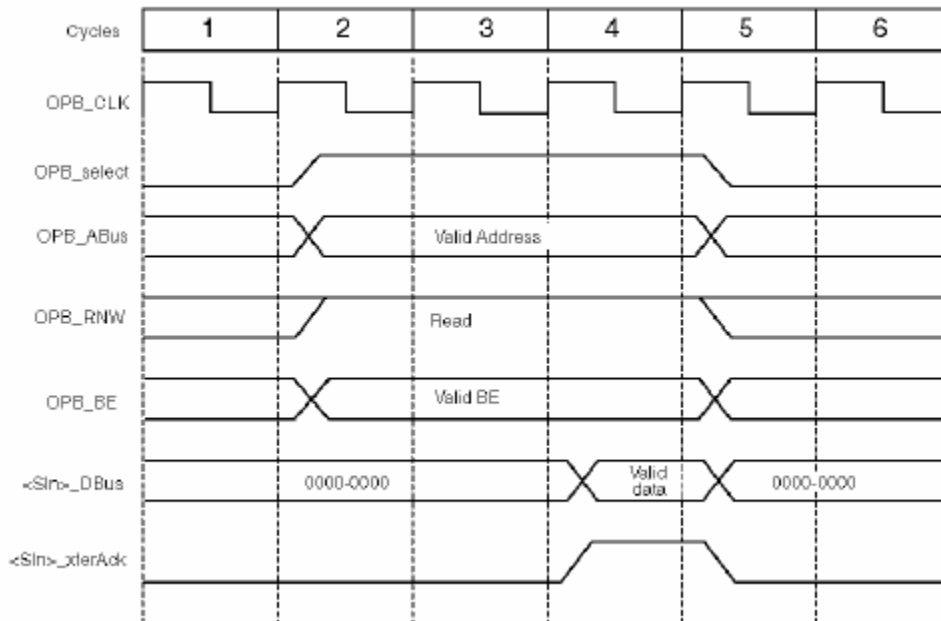 Cycles 1 2 3 4 5 6
OPB_CLK
OPB_select
OPB_ABus Valid Address
OPB_RNW Read
OPB_BE Valid BE
<Sln>_DBus 0000-0000 Valid data 0000-0000
<Sln>_xferAck